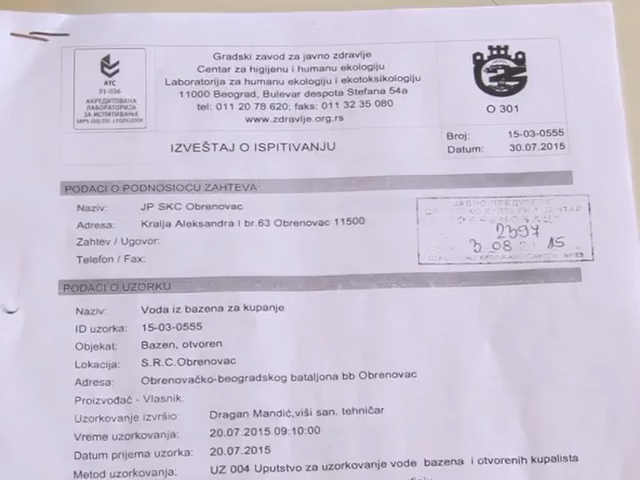 Gradski zavod za javno zdravlje
Centar za higijenu i humanu ekologiju
Laboratorija za humanu ekologiju i ekotoksikologiju
11000 Beograd, Bulevar despota Stefana 54a
tel: 011 20 78 620; faks: 011 32 35 080
www.zdravlje.org.rs
АТС
01-036
АКРЕДИТОВАНА
ЛАБОРАТОРИЈА
ЗА ИСПИТИВАЊЕ
O 301
IZVEŠTAJ O ISPITIVANJU
Broj: 15-03-0555
Datum: 30.07.2015
PODACI O PODNOSIOCU ZAHTEVA
Naziv: JP SKC Obrenovac
Adresa: Kralja Aleksandra I br.63 Obrenovac 11500
Zahtev / Ugovor:
Telefon / Fax:
2397
3 08 15
PODACI O UZORKU
Naziv: Voda iz bazena za kupanje
ID uzorka: 15-03-0555
Objekat: Bazen, otvoren
Lokacija: S.R.C.Obrenovac
Adresa: Obrenovačko-beogradskog bataljona bb Obrenovac
Proizvođač - Vlasnik:
Uzorkovanje izvršio: Dragan Mandić,viši san. tehničar
Vreme uzorkovanja: 20.07.2015 09:10:00
Datum prijema uzorka: 20.07.2015
Metod uzorkovanja: UZ 004 Uputstvo za uzorkovanje vode bazena i otvorenih kupališta